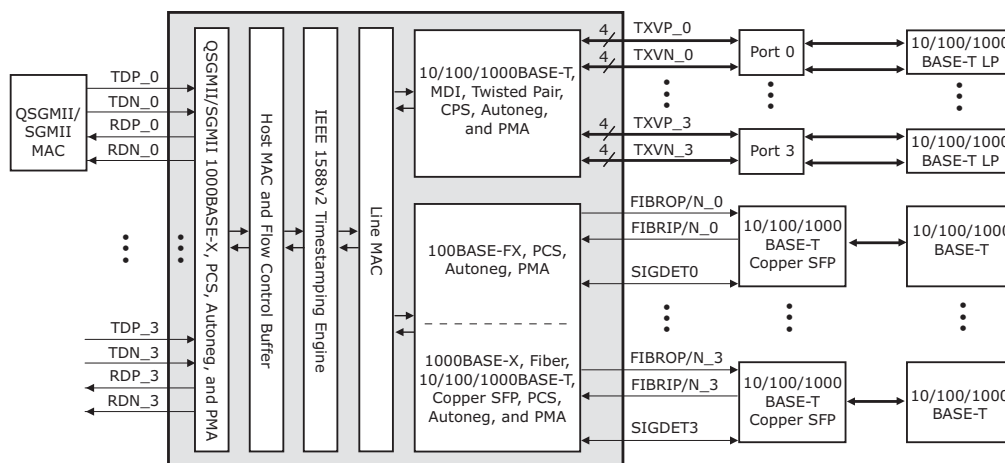 QSGMII/
SGMII
MAC
TDP_0
TDN_0
RDP_0
RDN_0
TDP_3
TDN_3
RDP_3
RDN_3
QSGMII/SGMII 1000BASE-X, PCS, Autoneg, and PMA
Host MAC and Flow Control Buffer
IEEE 1588v2 Timestamping Engine
Line MAC
10/100/1000BASE-T,
MDI, Twisted Pair,
CPS, Autoneg,
and PMA
100BASE-FX, PCS,
Autoneg, PMA
1000BASE-X, Fiber,
10/100/1000BASE-T,
Copper SFP, PCS,
Autoneg, and PMA
4 TXVP_0
4 TXVN_0
4 TXVP_3
4 TXVN_3
Port 0
Port 3
10/100/1000
BASE-T LP
10/100/1000
BASE-T LP
FIBROP/N_0
FIBRIP/N_0
SIGDET0
10/100/1000
BASE-T
Copper SFP
10/100/1000
BASE-T
FIBROP/N_3
FIBRIP/N_3
SIGDET3
10/100/1000
BASE-T
Copper SFP
10/100/1000
BASE-T